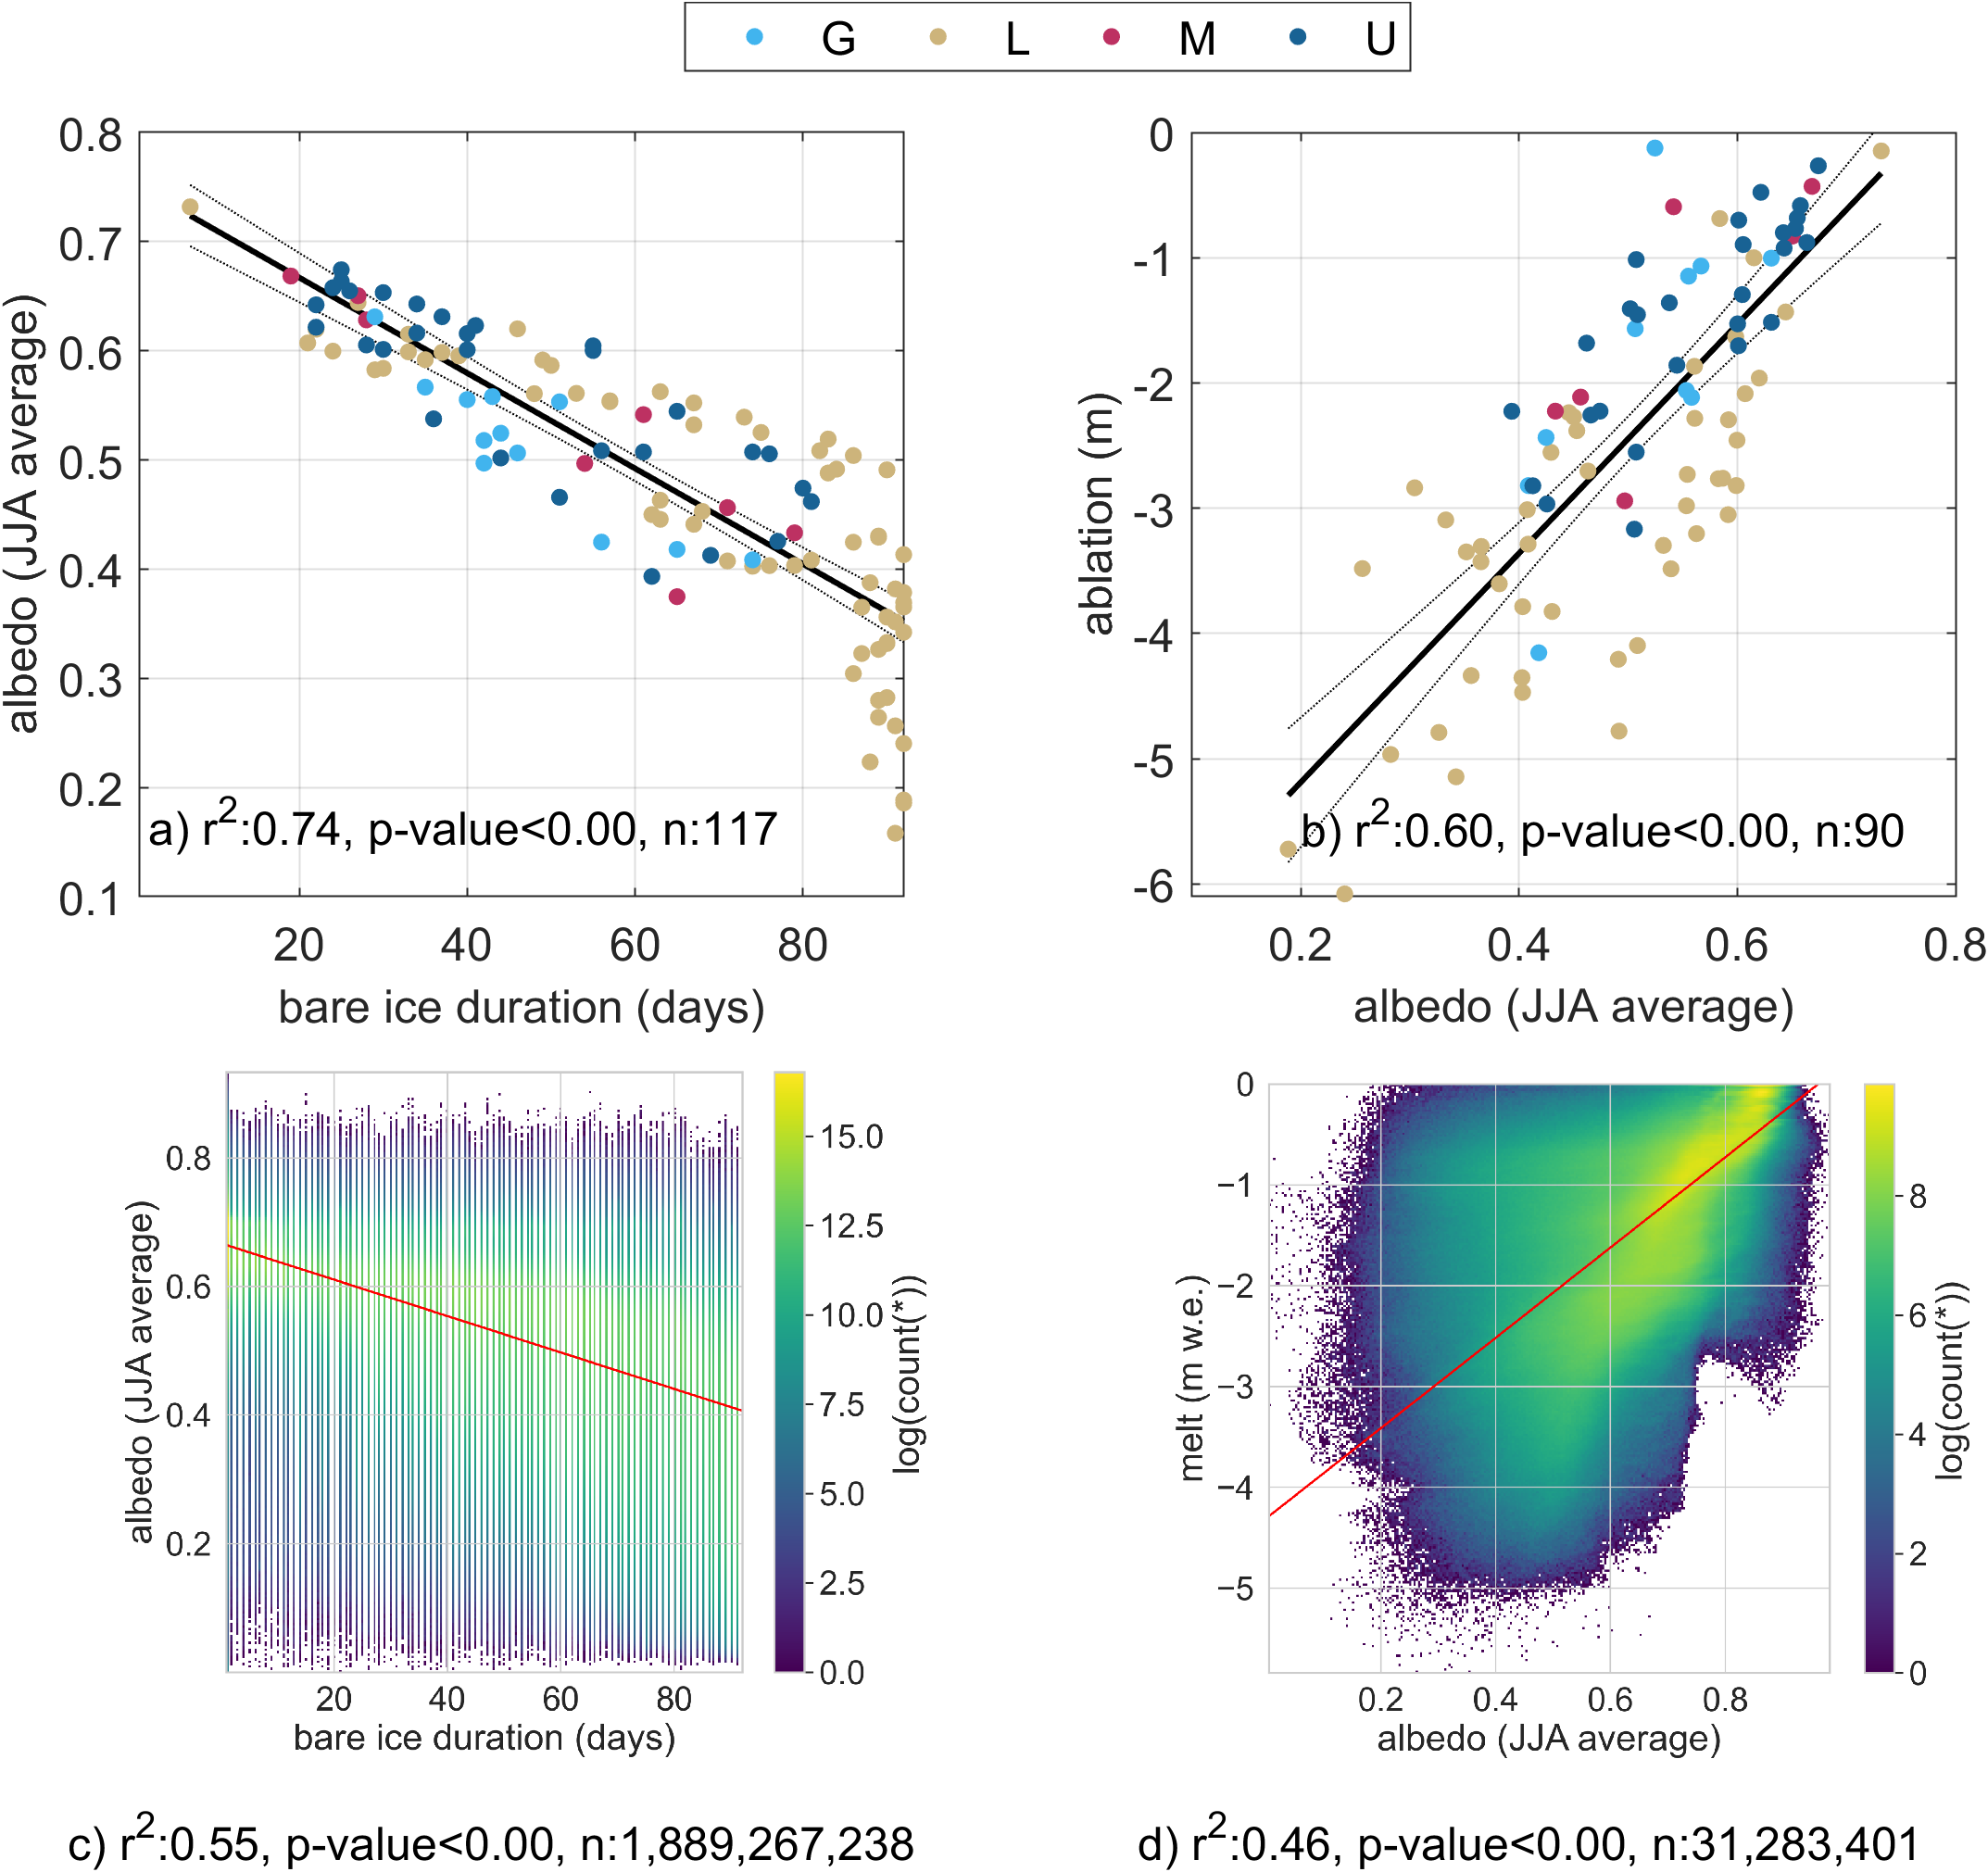 G L M U
0.8
0.7
0.6
0.5
0.4
0.3
0.2
0.1
albedo (JJA average)
a) r2:0.74, p-value<0.00, n:117
20 40 60 80
bare ice duration (days)
0
-1
-2
-3
-4
-5
-6
ablation (m)
b) r2:0.60, p-value<0.00, n:90
0.2 0.4 0.6 0.8
albedo (JJA average)
0.8
0.6
0.4
0.2
albedo (JJA average)
20 40 60 80
bare ice duration (days)
15.0
12.5
10.0
7.5
5.0
2.5
0.0
log(count(*))
c) r2:0.55, p-value<0.00, n:1,889,267,238
0
−1
−2
−3
−4
−5
melt (m w.e.)
0.2 0.4 0.6 0.8
albedo (JJA average)
8
6
4
2
0
log(count(*))
d) r2:0.46, p-value<0.00, n:31,283,401